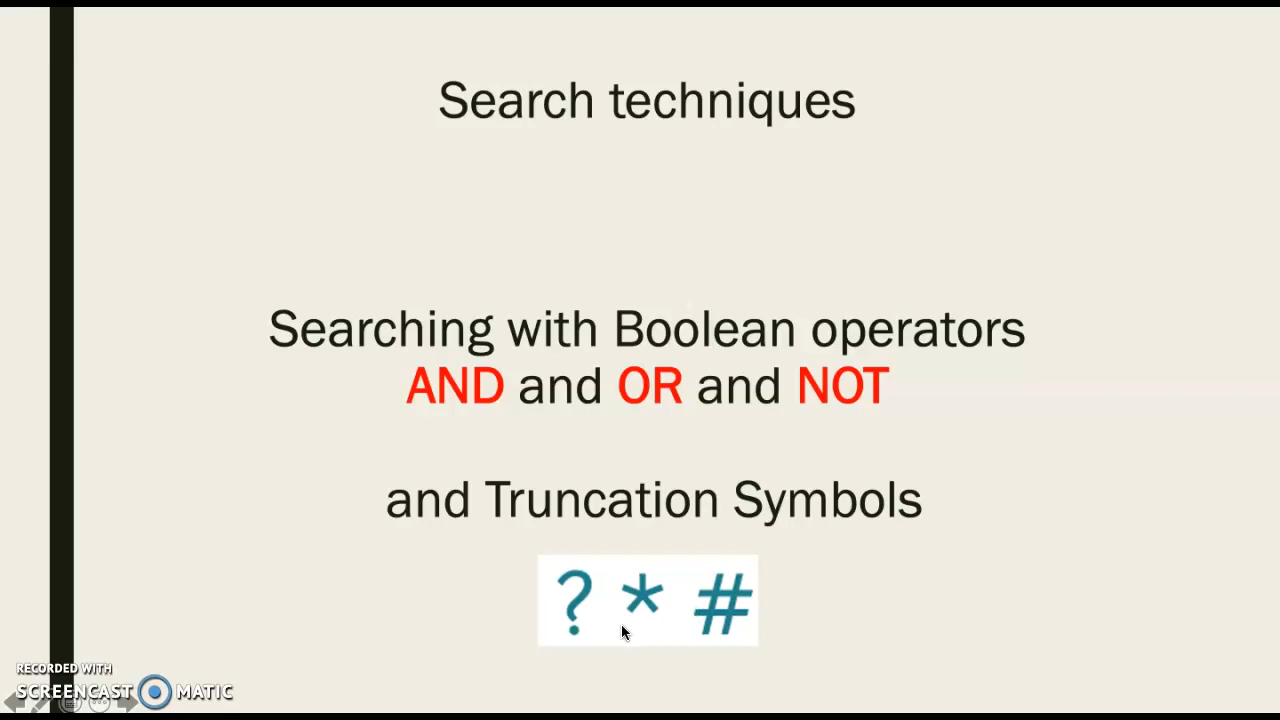 Search techniques
Searching with Boolean operators
AND and OR and NOT
and Truncation Symbols
? * #
RECORDED WITH
SCREENCAST MATIC